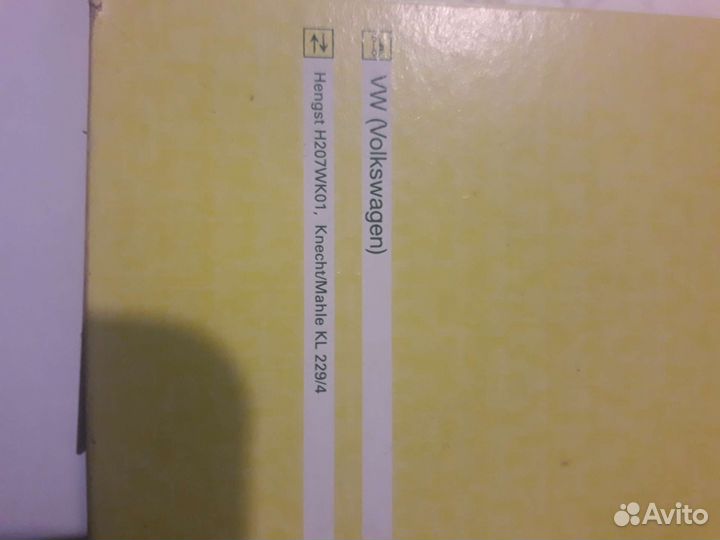 VW (Volkswagen)
Hengst H207WK01, Knecht/Mahle KL 229/4
Avito